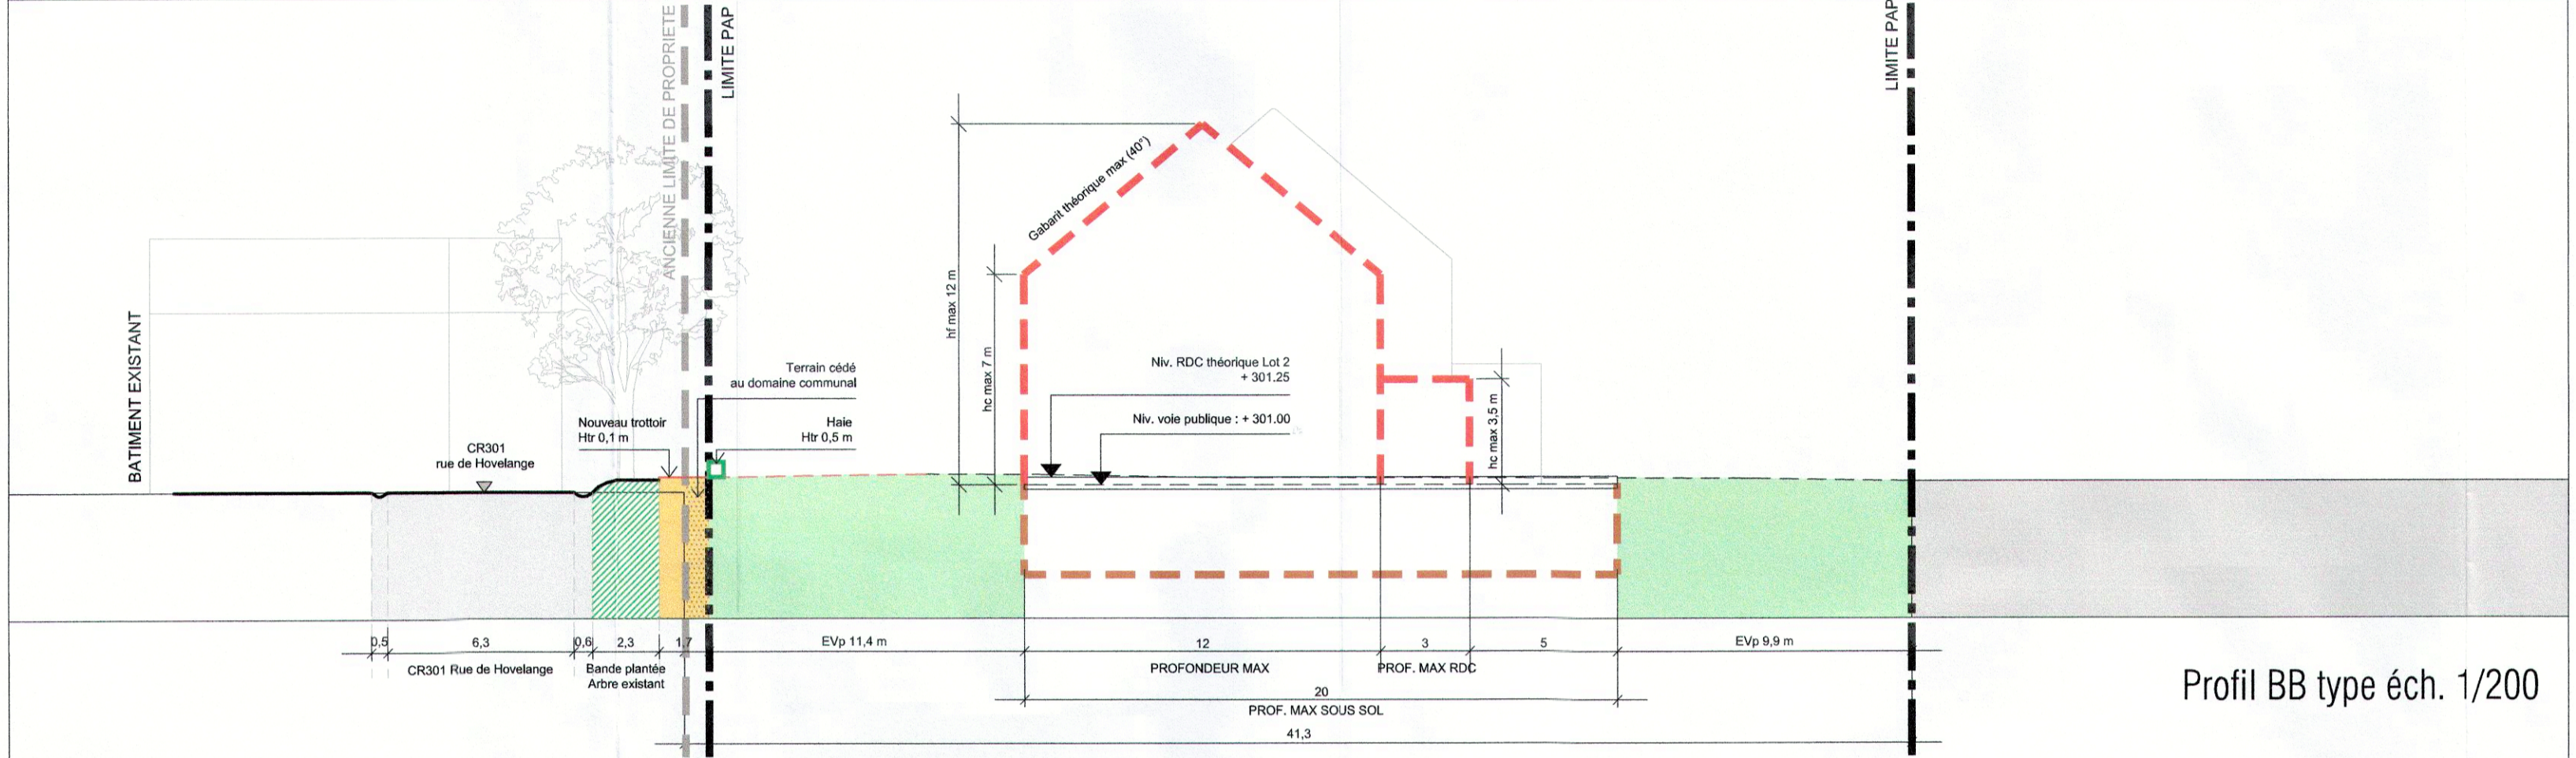 ANCIENNE LIMITE DE PROPRIETE
LIMITE PAP
LIMITE PAP
Gabarit théorique max (40°)
hf max 12 m
hc max 7 m
BATIMENT EXISTANT
Terrain cédé
au domaine communal
Nouveau trottoir
Htr 0,1 m
Haie
Htr 0,5 m
CR301
rue de Hovelange
Niv. RDC théorique Lot 2
+ 301.25
Niv. voie publique : + 301.00
hc max 3,5 m
0,5
6,3
0,6
2,3
1,7
EVp 11,4 m
12
3
5
EVp 9,9 m
CR301 Rue de Hovelange
Bande plantée
Arbre existant
PROFONDEUR MAX
PROF. MAX RDC
20
PROF. MAX SOUS SOL
41,3
Profil BB type éch. 1/200